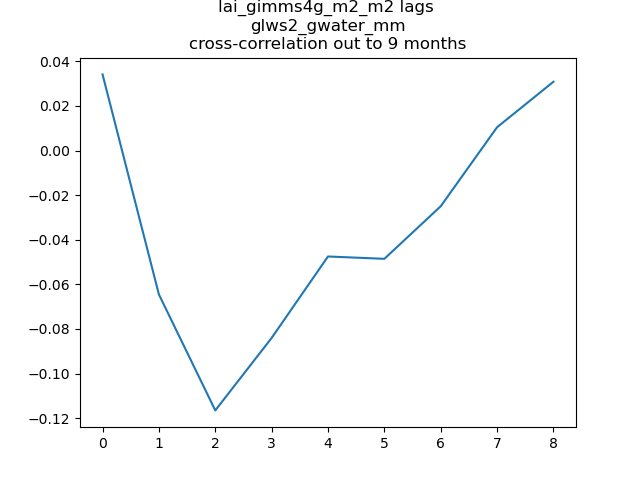 lai_gimms4g_m2_m2 lags
glws2_gwater_mm
cross-correlation out to 9 months
0.04
0.02
0.00
−0.02
−0.04
−0.06
−0.08
−0.10
−0.12
0 1 2 3 4 5 6 7 8